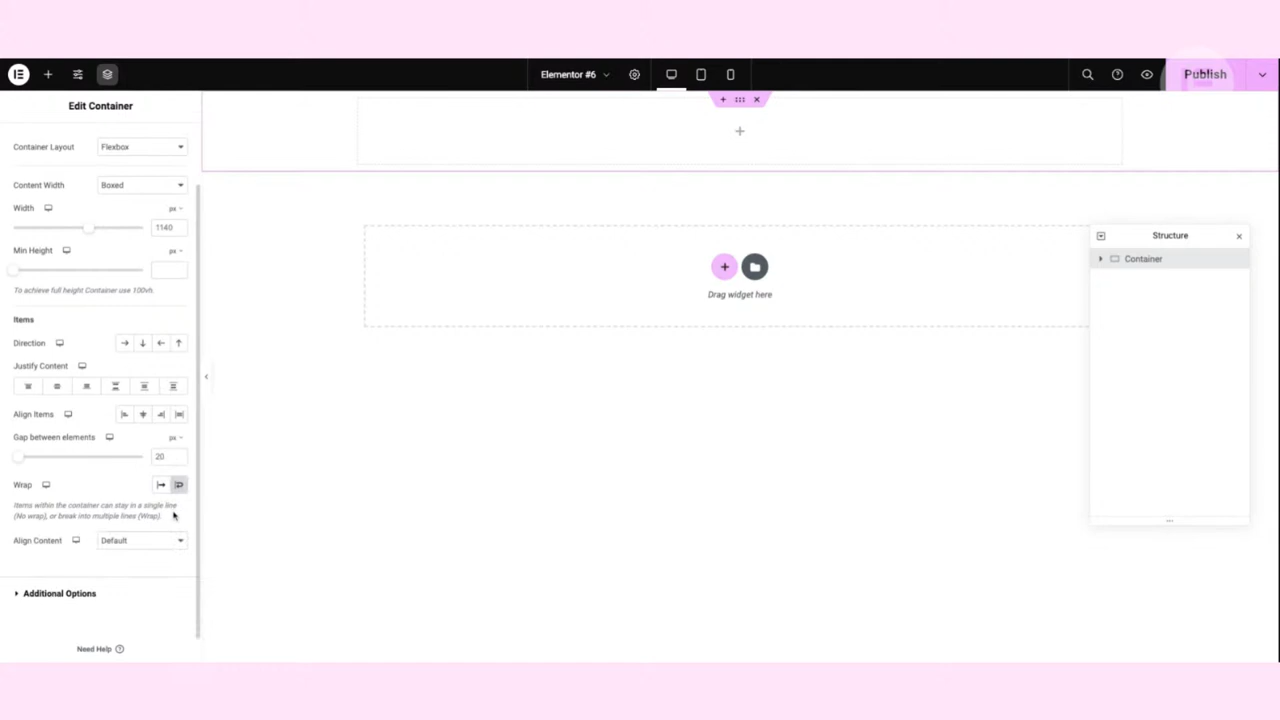 Elementor #6
Publish
Edit Container
Container Layout
Flexbox
Content Width
Boxed
Width
px
1140
Min Height
px
To achieve full height Container use 100vh.
Items
Direction
Justify Content
Align Items
Gap between elements
px
20
Wrap
Items within the container can stay in a single line
(No wrap), or break into multiple lines (Wrap).
Align Content
Default
Additional Options
Need Help
Drag widget here
Structure
Container